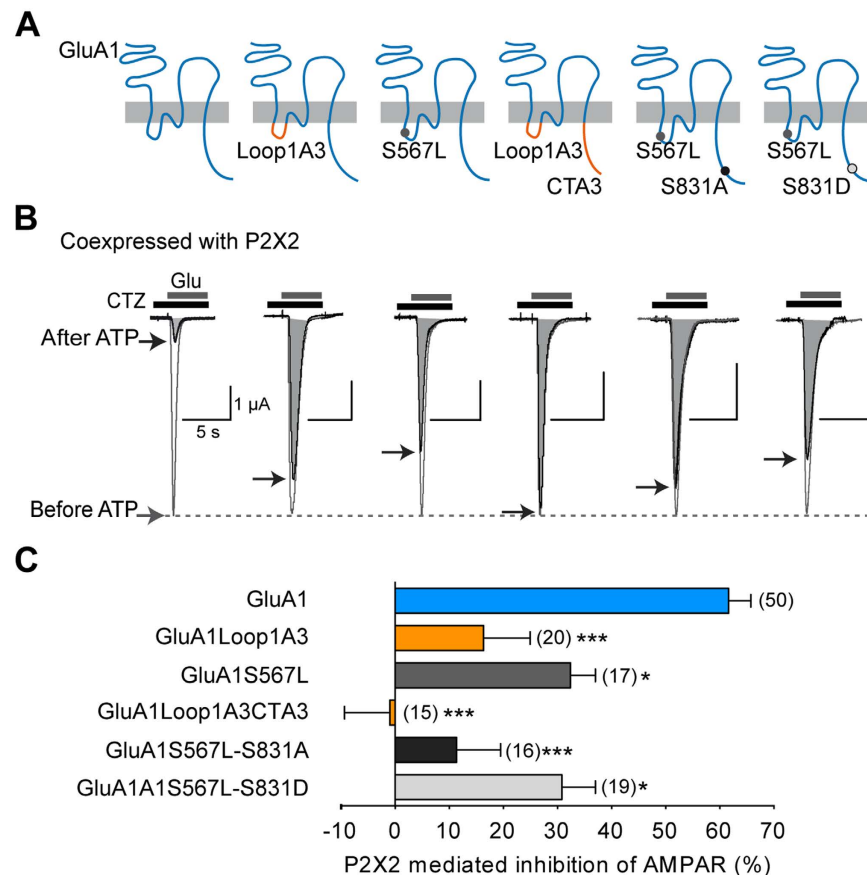 A
GluA1
Loop1A3
S567L
Loop1A3
CTA3
S567L
S831A
S567L
S831D
B
Coexpressed with P2X2
Glu
CTZ
After ATP
1 µA
5 s
Before ATP
C
GluA1 (50)
GluA1Loop1A3 (20) ***
GluA1S567L (17) *
GluA1Loop1A3CTA3 (15) ***
GluA1S567L-S831A (16)***
GluA1A1S567L-S831D (19)*
-10 0 10 20 30 40 50 60 70
P2X2 mediated inhibition of AMPAR (%)